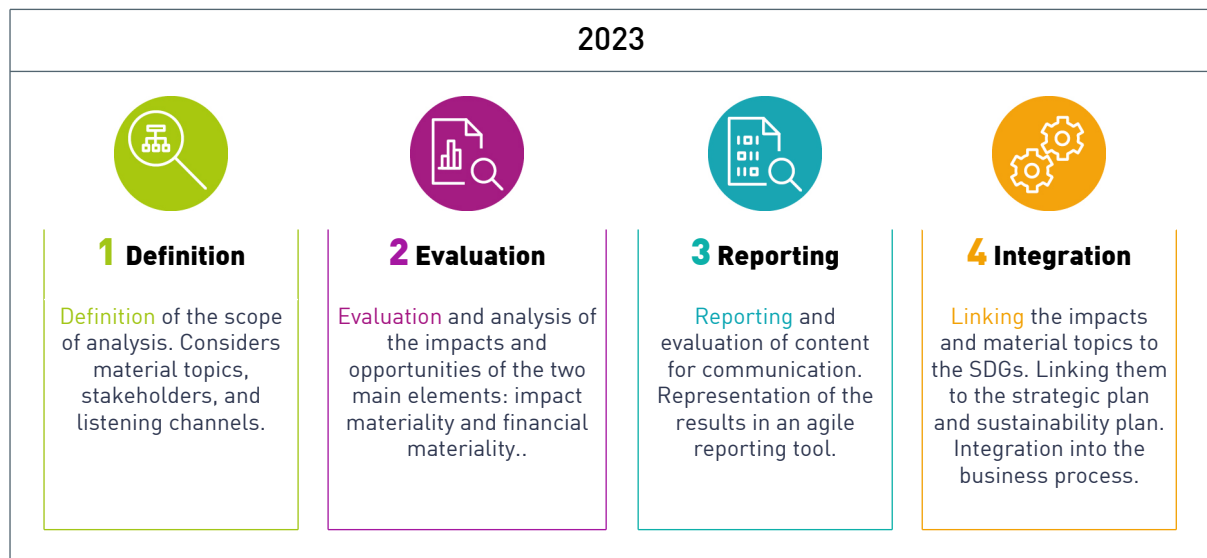 2023
1 Definition
Definition of the scope
of analysis. Considers
material topics,
stakeholders, and
listening channels.
2 Evaluation
Evaluation and analysis of
the impacts and
opportunities of the two
main elements: impact
materiality and financial
materiality..
3 Reporting
Reporting and
evaluation of content
for communication.
Representation of the
results in an agile
reporting tool.
4 Integration
Linking the impacts
and material topics to
the SDGs. Linking them
to the strategic plan
and sustainability plan.
Integration into the
business process.